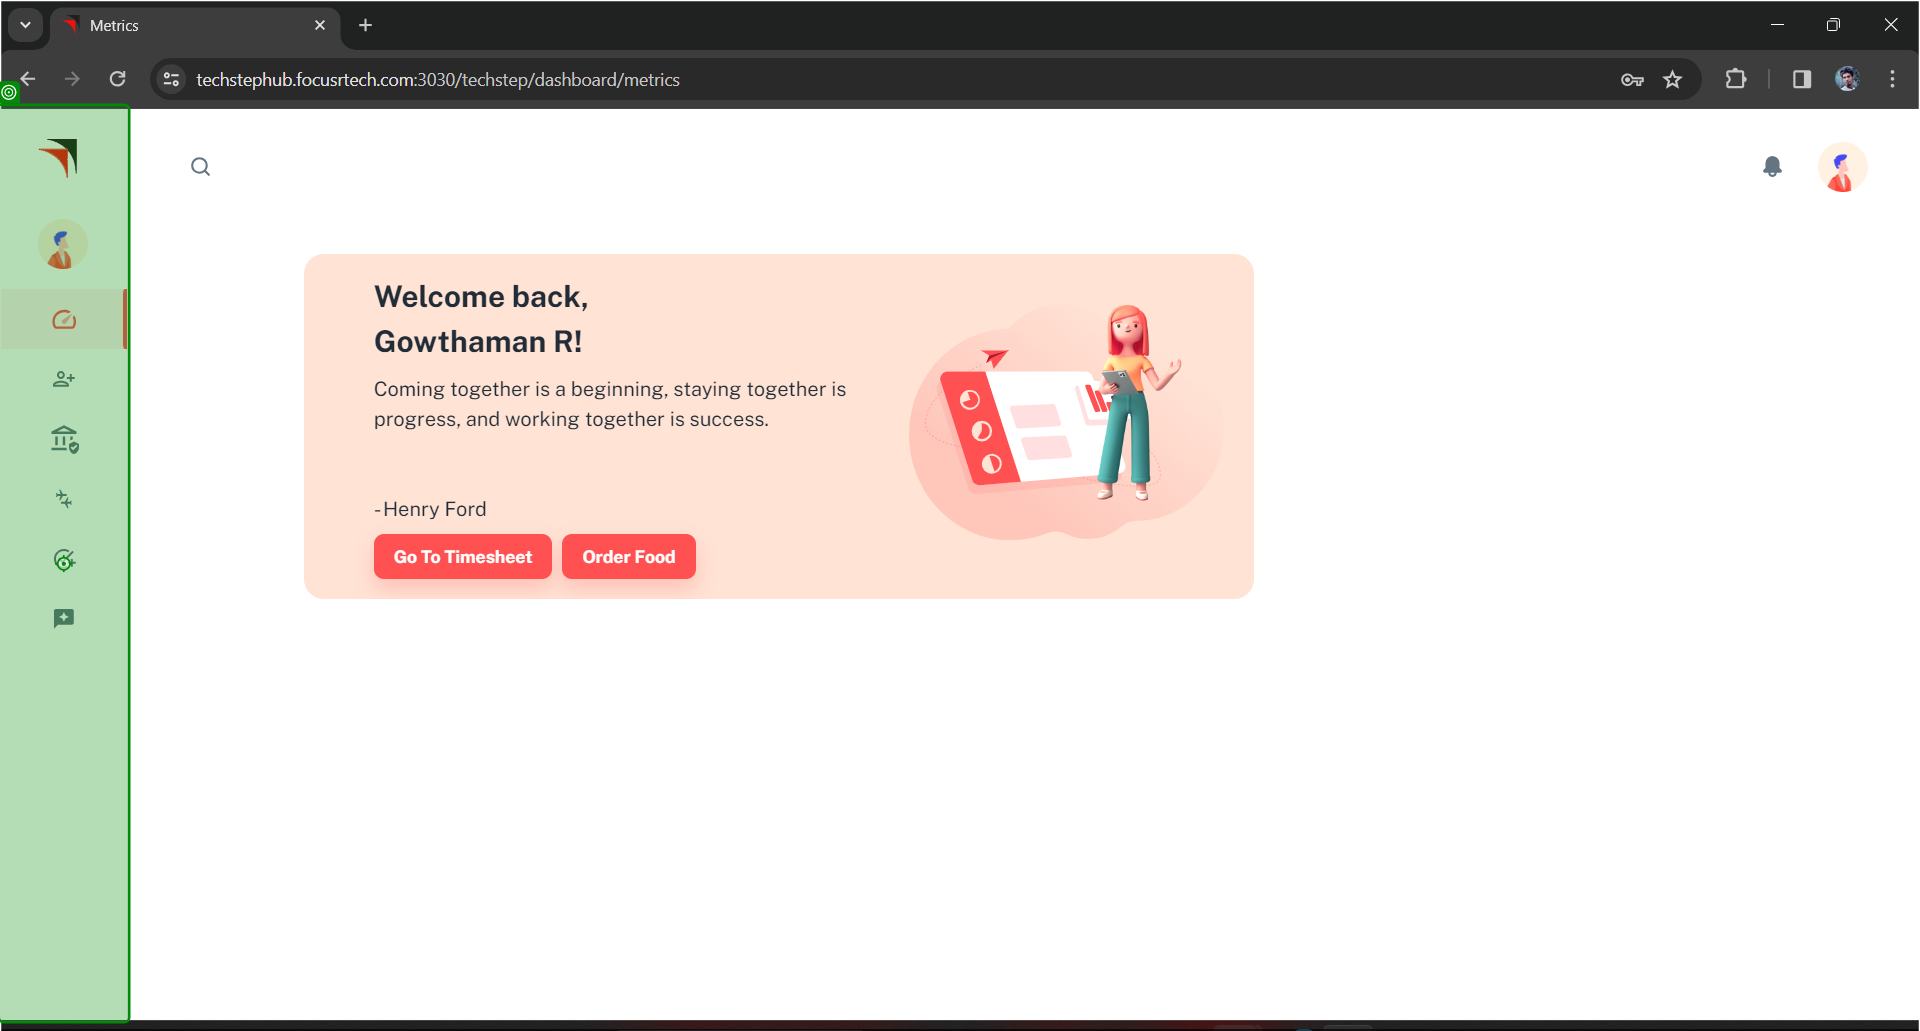 Metrics
techstephub.focusrtech.com:3030/techstep/dashboard/metrics
Welcome back,
Gowthaman R!
Coming together is a beginning, staying together is
progress, and working together is success.
-Henry Ford
Go To Timesheet
Order Food